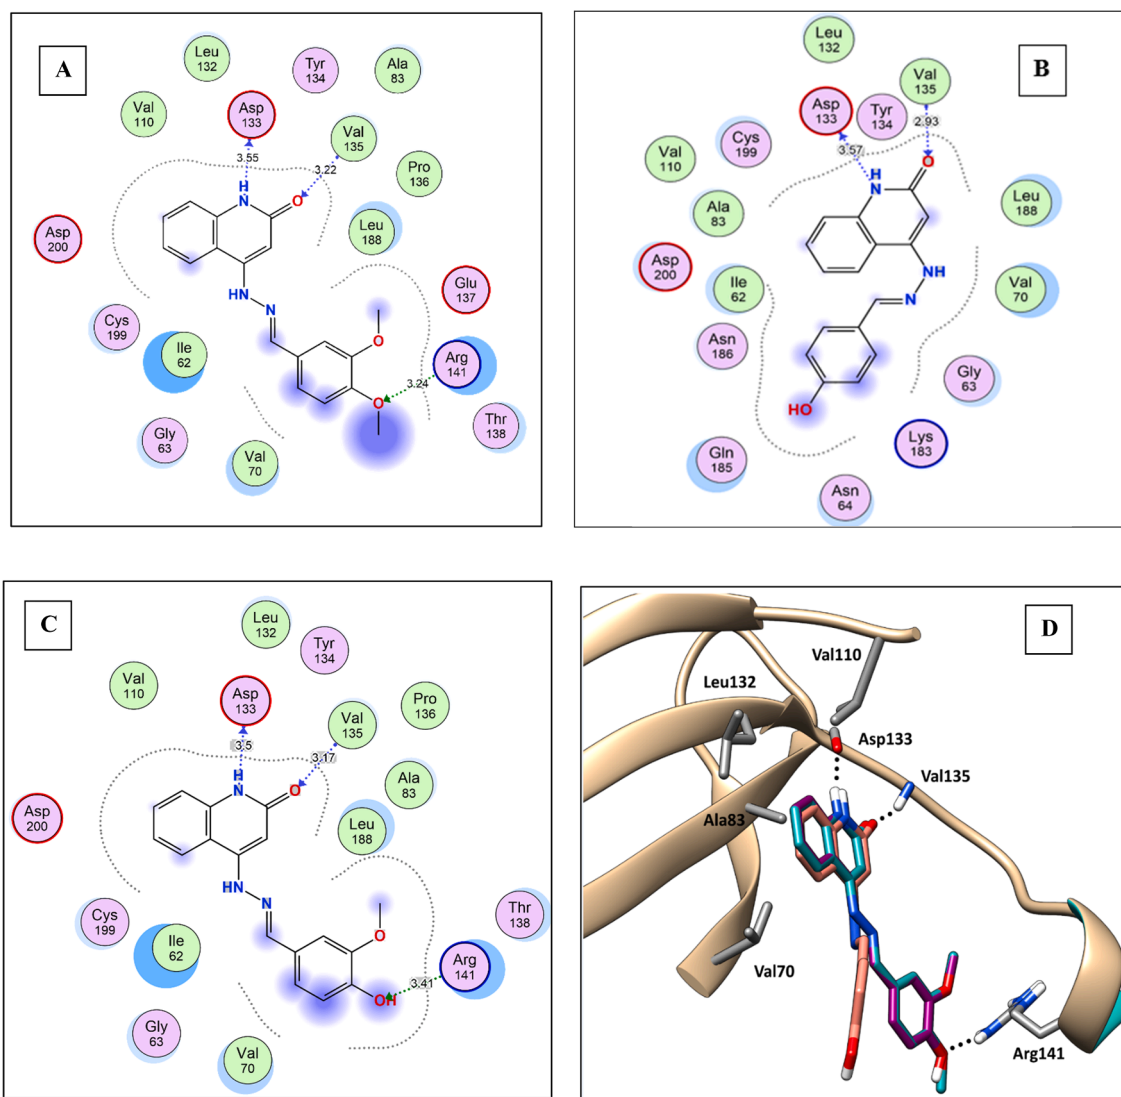 A
Leu
132
Tyr
134
Ala
83
Val
110
Asp
133
Val
135
3.55
3.22
Pro
136
H
N
O
Asp
200
Leu
188
Glu
137
HN
N
O
Cys
199
Ile
62
Arg
141
3.24
O
Gly
63
Thr
138
Val
70
B
Leu
132
Val
135
Asp
133
Tyr
134
2.93
Cys
199
3.57
Val
110
H
N
O
Ala
83
Leu
188
Asp
200
Ile
62
NH
Val
70
N
Asn
186
Gly
63
HO
Lys
183
Gln
185
Asn
64
C
Leu
132
Tyr
134
Val
110
Asp
133
Pro
136
Val
135
3.5
3.17
H
N
O
Ala
83
Asp
200
Leu
188
HN
N
Cys
199
Ile
62
O
Thr
138
Arg
141
3.41
OH
Gly
63
Val
70
D
Val110
Leu132
Asp133
Val135
Ala83
Val70
Arg141